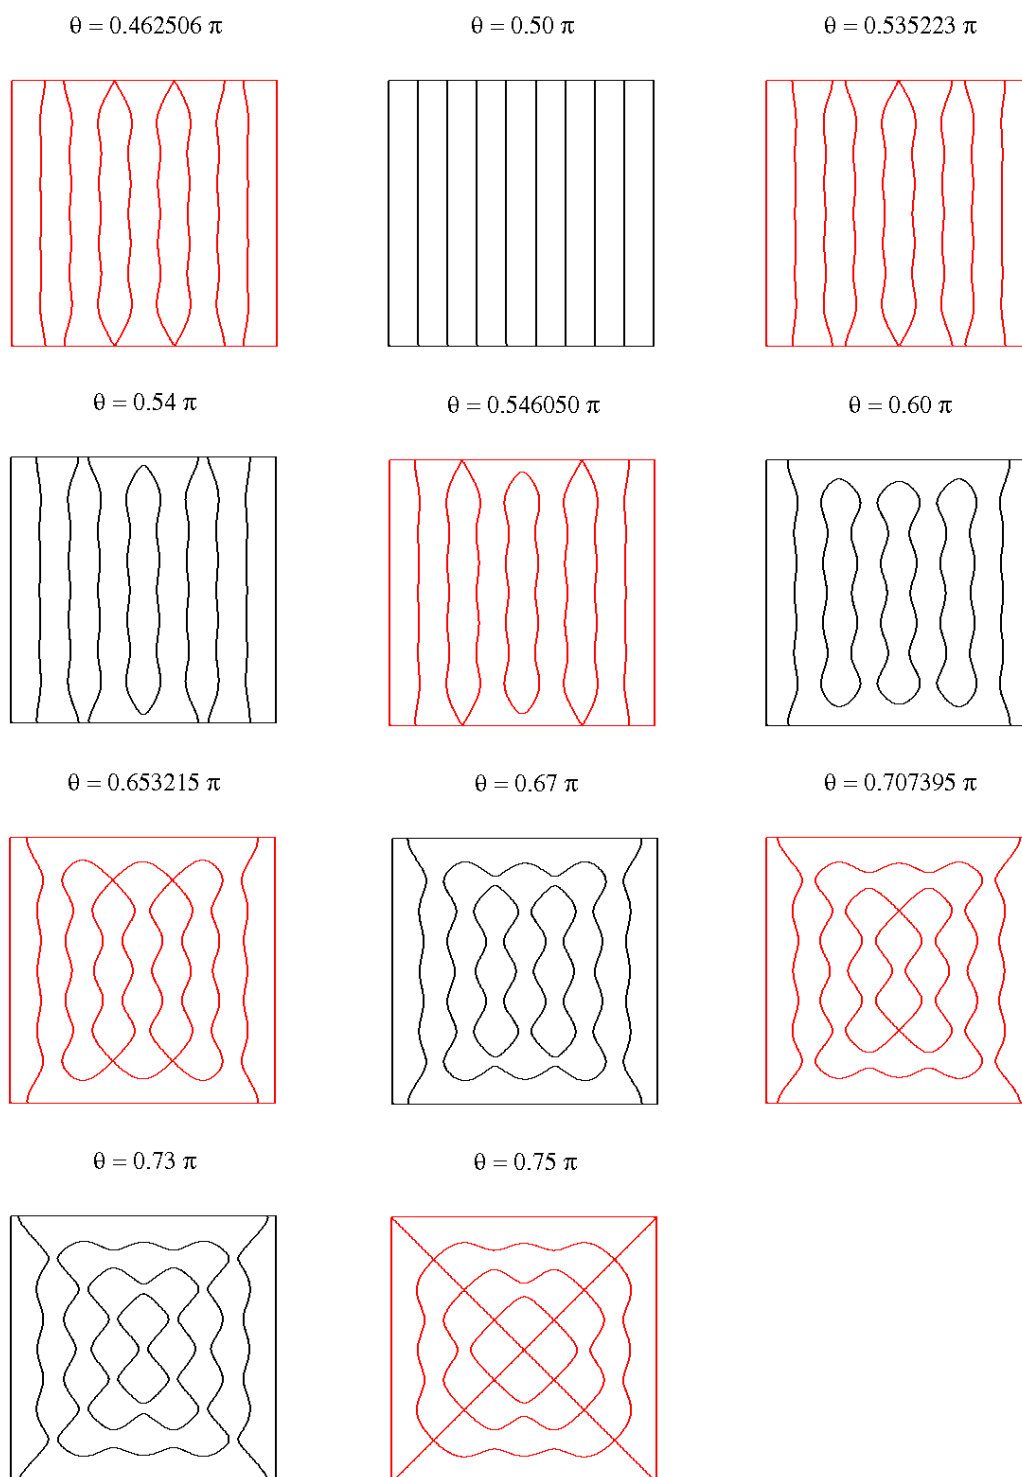 θ = 0.462506 π
θ = 0.50 π
θ = 0.535223 π
θ = 0.54 π
θ = 0.546050 π
θ = 0.60 π
θ = 0.653215 π
θ = 0.67 π
θ = 0.707395 π
θ = 0.73 π
θ = 0.75 π